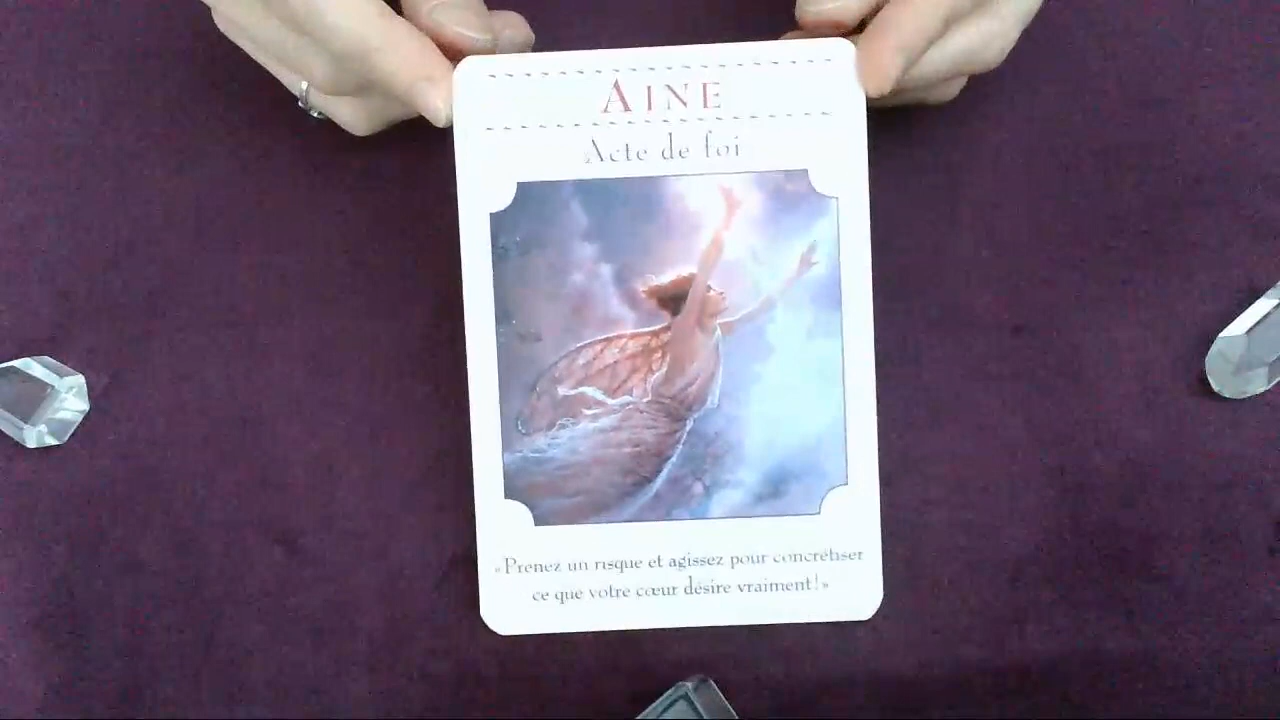 AINE
Acte de foi
«Prenez un risque et agissez pour concrétiser
ce que votre cœur désire vraiment!»